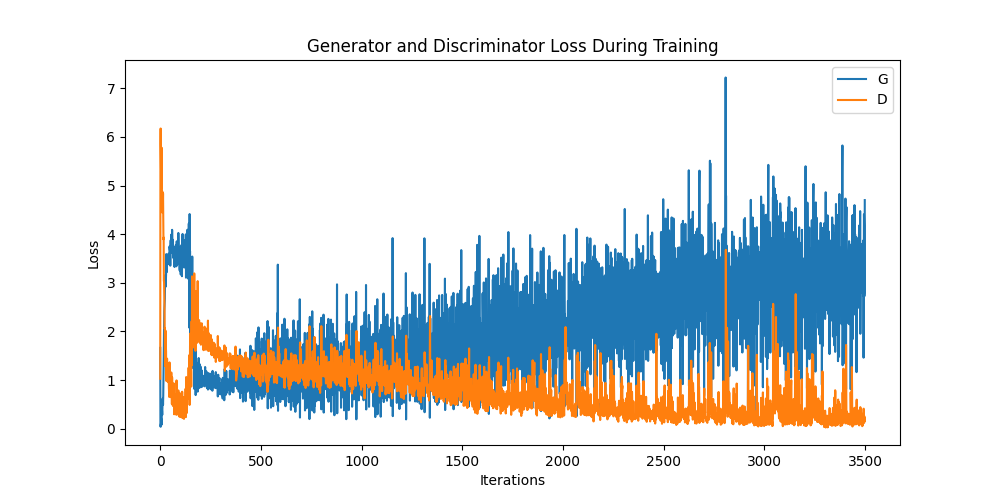 Generator and Discriminator Loss During Training
G
D
7
6
5
4
3
2
1
0
Loss
0 500 1000 1500 2000 2500 3000 3500
Iterations